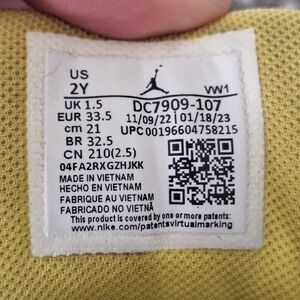 US
2Y VW1
UK 1.5 DC7909-107
EUR 33.5 11/09/22 | 01/18/23
cm 21 UPC 00196604758215
BR 32.5
CN 210(2.5)
04FA2RXGZHJKK
MADE IN VIETNAM
HECHO EN VIETNAM
FABRIQUE AU VIETNAM
FABRICADO NO VIETNÃ
This product is covered by one or more patents:
www.nike.com/patentsvirtualmarking